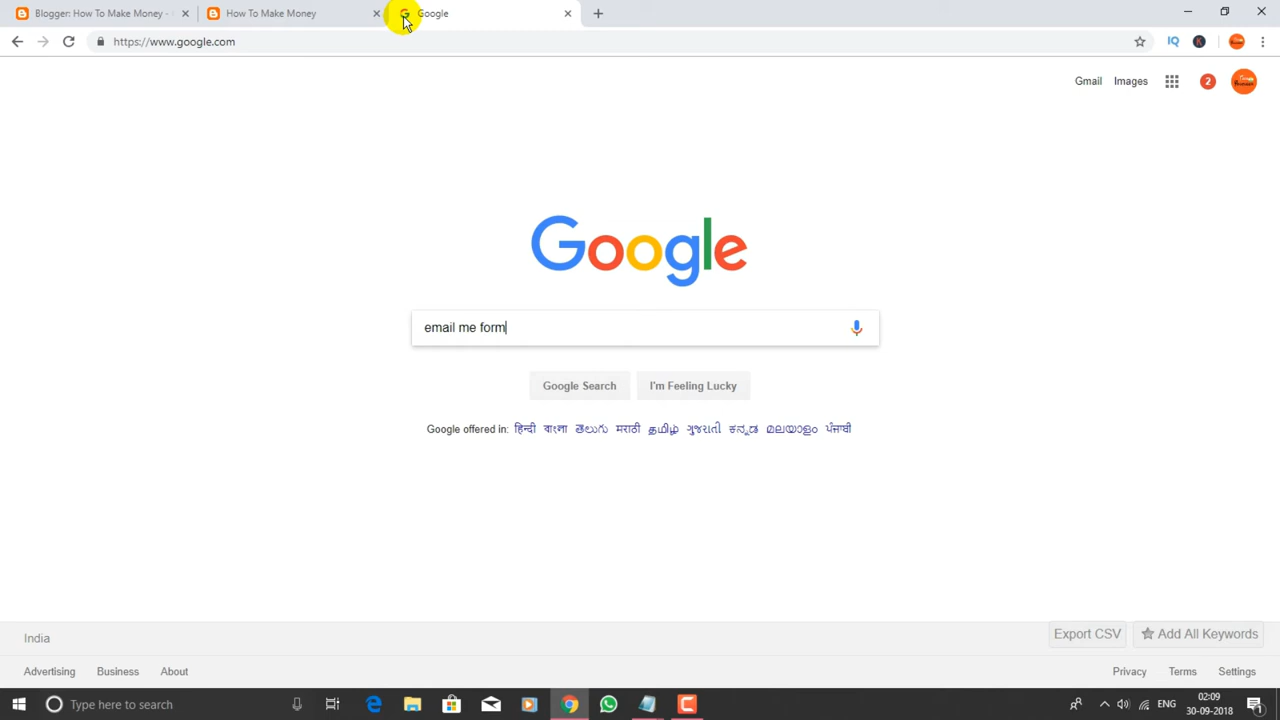 Blogger: How To Make Money -
How To Make Money
Google
https://www.google.com
IQ
K
Gmail
Images
2
Google
email me form
Google Search
I'm Feeling Lucky
Google offered in: हिन्दी বাংলা తెలుగు मराठी தமிழ் ગુજરાતી ಕನ್ನಡ മലയാളം ਪੰਜਾਬੀ
India
Export CSV
Add All Keywords
Advertising Business About
Privacy Terms Settings
Type here to search
ENG
02:09
30-09-2018
1